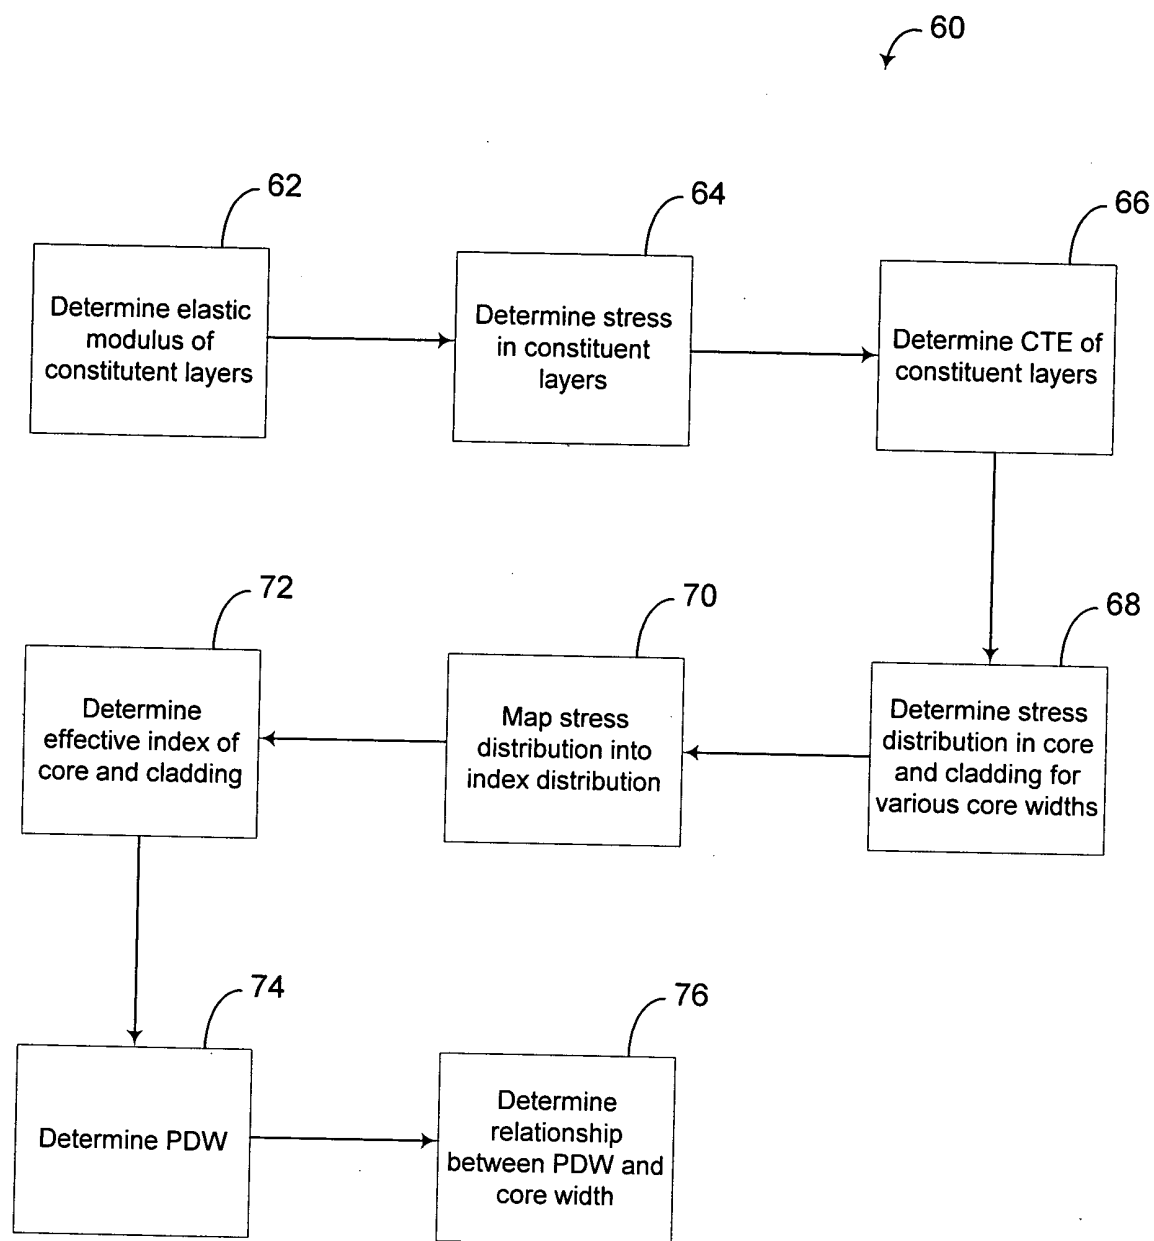 60
62
Determine elastic
modulus of
constitutent layers
64
Determine stress
in constituent
layers
66
Determine CTE of
constituent layers
68
Determine stress
distribution in core
and cladding for
various core widths
70
Map stress
distribution into
index distribution
72
Determine
effective index of
core and cladding
74
Determine PDW
76
Determine
relationship
between PDW and
core width